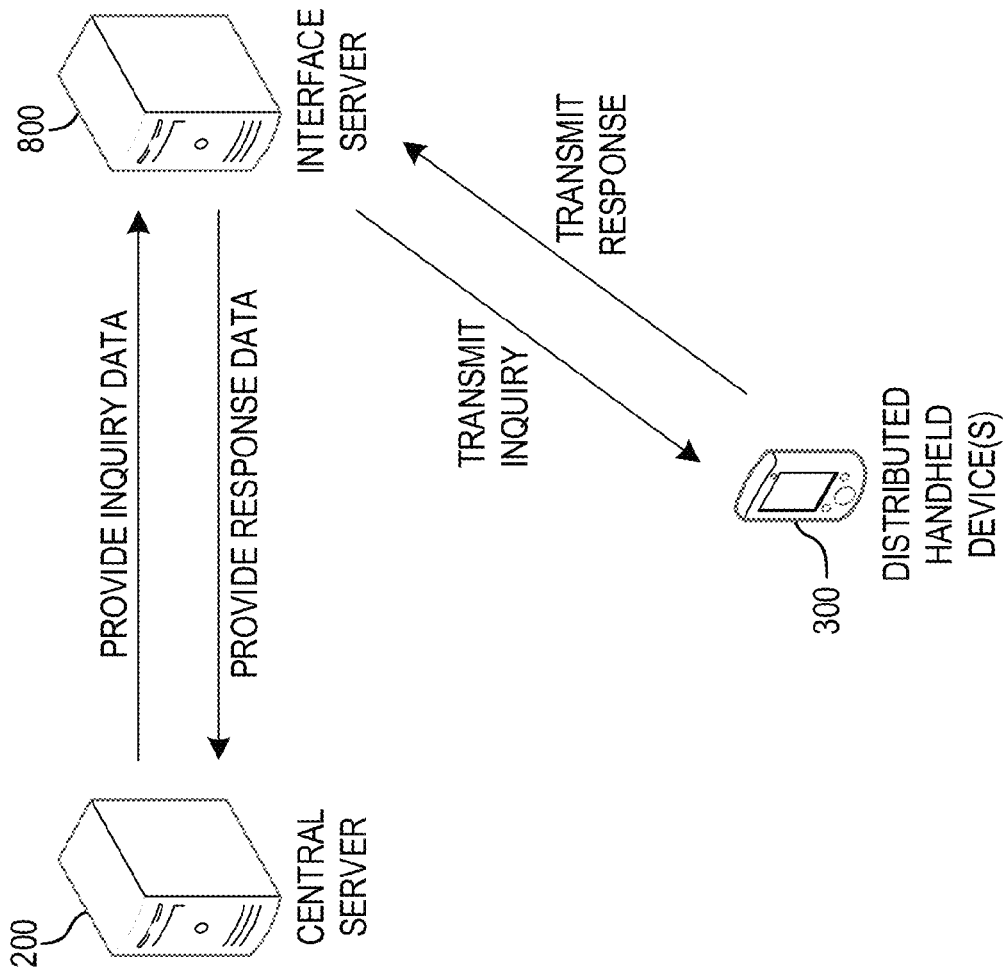 200
CENTRAL
SERVER
PROVIDE INQUIRY DATA
PROVIDE RESPONSE DATA
800
INTERFACE
SERVER
TRANSMIT
INQUIRY
TRANSMIT
RESPONSE
300
DISTRIBUTED
HANDHELD
DEVICE(S)